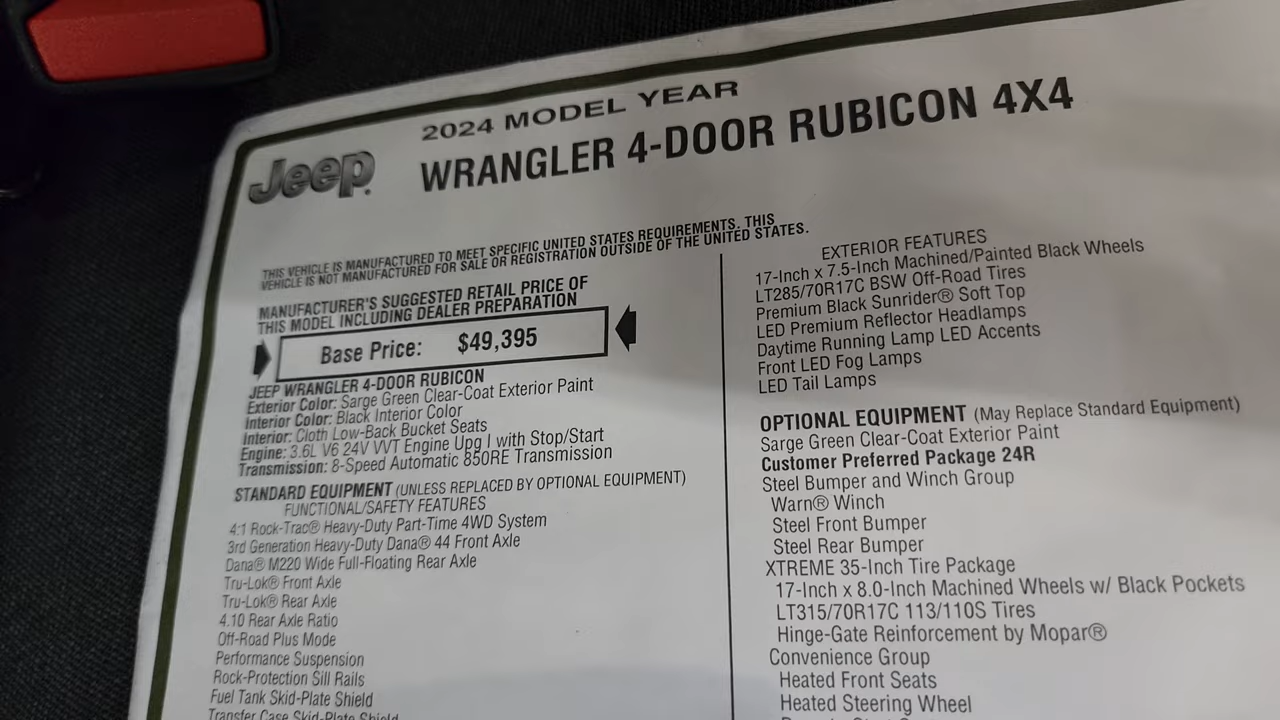 2024 MODEL YEAR
Jeep®
WRANGLER 4-DOOR RUBICON 4X4
THIS VEHICLE IS MANUFACTURED TO MEET SPECIFIC UNITED STATES REQUIREMENTS. THIS
VEHICLE IS NOT MANUFACTURED FOR SALE OR REGISTRATION OUTSIDE OF THE UNITED STATES.
MANUFACTURER'S SUGGESTED RETAIL PRICE OF
THIS MODEL INCLUDING DEALER PREPARATION
Base Price: $49,395
JEEP WRANGLER 4-DOOR RUBICON
Exterior Color: Sarge Green Clear-Coat Exterior Paint
Interior Color: Black Interior Color
Interior: Cloth Low-Back Bucket Seats
Engine: 3.6L V6 24V VVT Engine Upg I with Stop/Start
Transmission: 8-Speed Automatic 850RE Transmission
STANDARD EQUIPMENT (UNLESS REPLACED BY OPTIONAL EQUIPMENT)
FUNCTIONAL/SAFETY FEATURES
4:1 Rock-Trac® Heavy-Duty Part-Time 4WD System
3rd Generation Heavy-Duty Dana® 44 Front Axle
Dana® M220 Wide Full-Floating Rear Axle
Tru-Lok® Front Axle
Tru-Lok® Rear Axle
4.10 Rear Axle Ratio
Off-Road Plus Mode
Performance Suspension
Rock-Protection Sill Rails
Fuel Tank Skid-Plate Shield
Transfer Case Skid-Plate Shield
EXTERIOR FEATURES
17-Inch x 7.5-Inch Machined/Painted Black Wheels
LT285/70R17C BSW Off-Road Tires
Premium Black Sunrider® Soft Top
LED Premium Reflector Headlamps
Daytime Running Lamp LED Accents
Front LED Fog Lamps
LED Tail Lamps
OPTIONAL EQUIPMENT (May Replace Standard Equipment)
Sarge Green Clear-Coat Exterior Paint
Customer Preferred Package 24R
Steel Bumper and Winch Group
Warn® Winch
Steel Front Bumper
Steel Rear Bumper
XTREME 35-Inch Tire Package
17-Inch x 8.0-Inch Machined Wheels w/ Black Pockets
LT315/70R17C 113/110S Tires
Hinge-Gate Reinforcement by Mopar®
Convenience Group
Heated Front Seats
Heated Steering Wheel